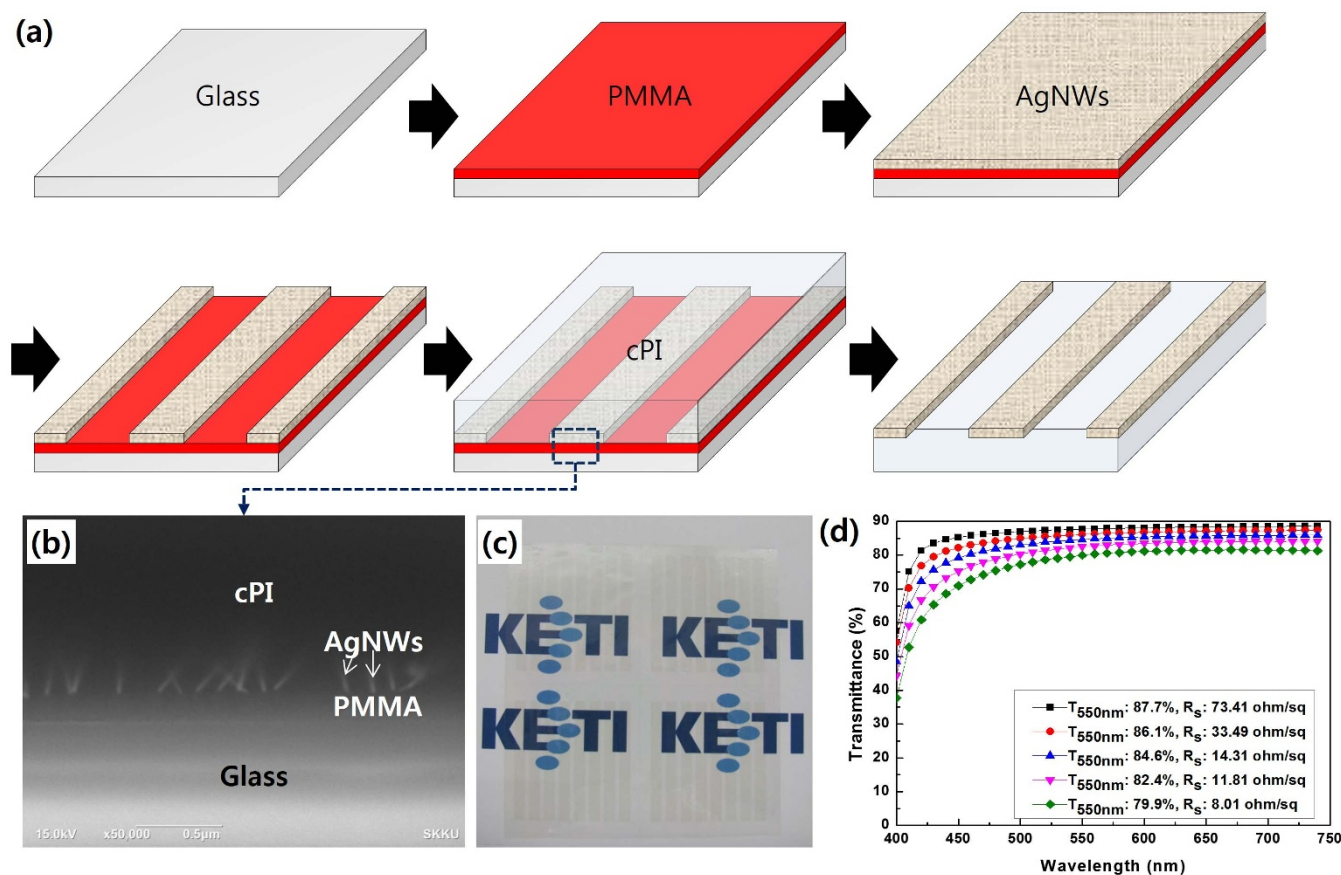 (a)
Glass
PMMA
AgNWs
cPI
(b)
cPI
AgNWs
PMMA
Glass
15.0kV x50,000 0.5µm SKKU
(c)
KETI KETI
KETI KETI
(d)
90
80
70
60
50
40
30
20
10
0
Transmittance (%)
T550nm: 87.7%, Rs: 73.41 ohm/sq
T550nm: 86.1%, Rs: 33.49 ohm/sq
T550nm: 84.6%, Rs: 14.31 ohm/sq
T550nm: 82.4%, Rs: 11.81 ohm/sq
T550nm: 79.9%, Rs: 8.01 ohm/sq
400 450 500 550 600 650 700 750
Wavelength (nm)